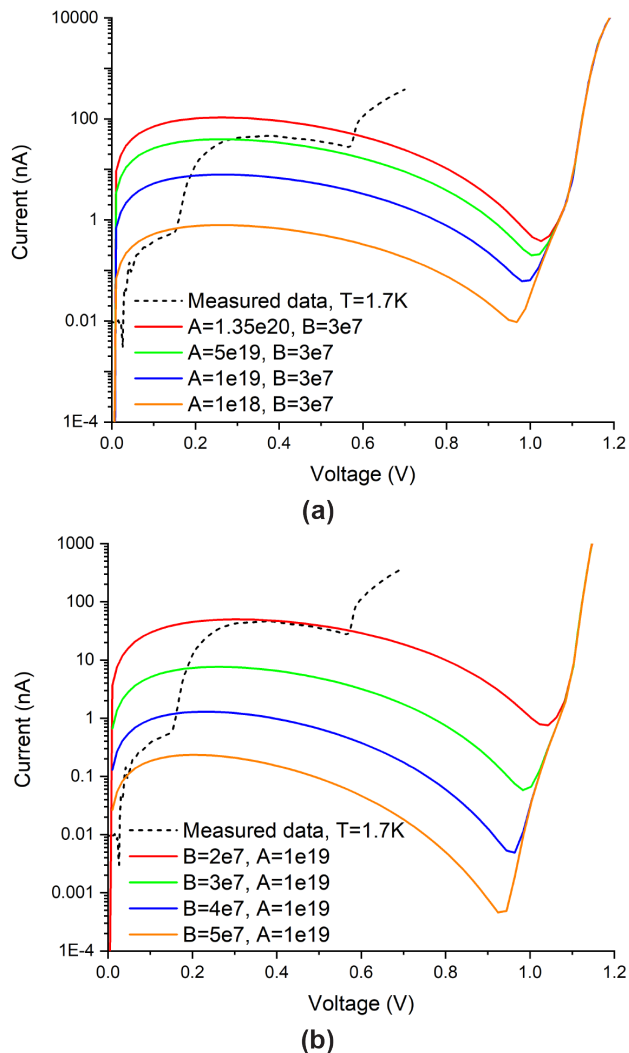 10000
100
1
0.01
1E-4
Current (nA)
Measured data, T=1.7K
A=1.35e20, B=3e7
A=5e19, B=3e7
A=1e19, B=3e7
A=1e18, B=3e7
0.0 0.2 0.4 0.6 0.8 1.0 1.2
Voltage (V)
(a)
1000
100
10
1
0.1
0.01
0.001
1E-4
Current (nA)
Measured data, T=1.7K
B=2e7, A=1e19
B=3e7, A=1e19
B=4e7, A=1e19
B=5e7, A=1e19
0.0 0.2 0.4 0.6 0.8 1.0 1.2
Voltage (V)
(b)